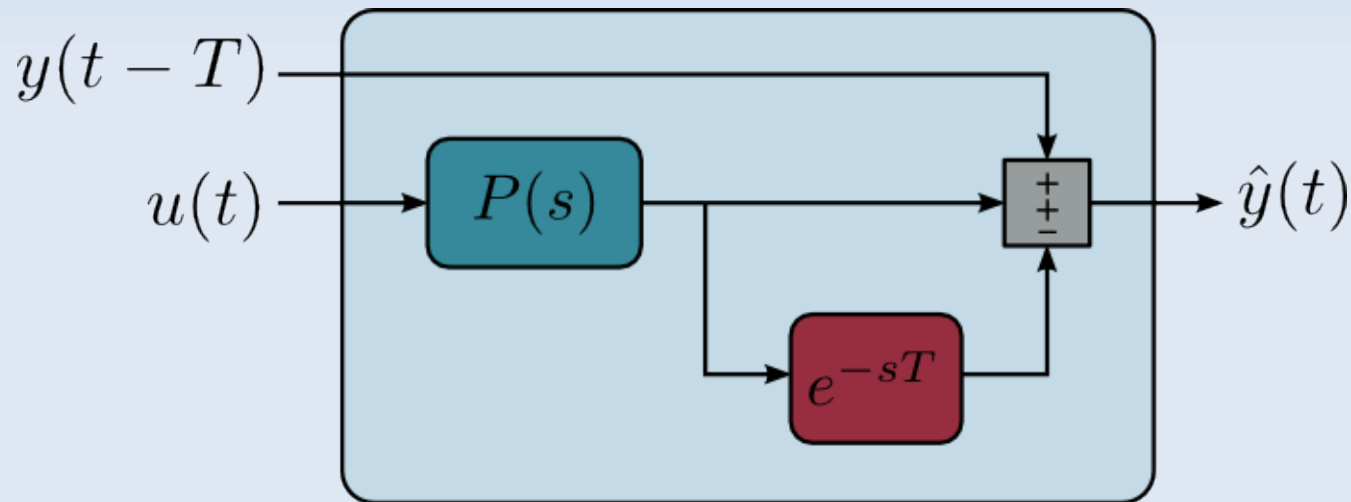 y(t − T)
u(t)
P(s)
+
+
−
ŷ(t)
e^{−sT}